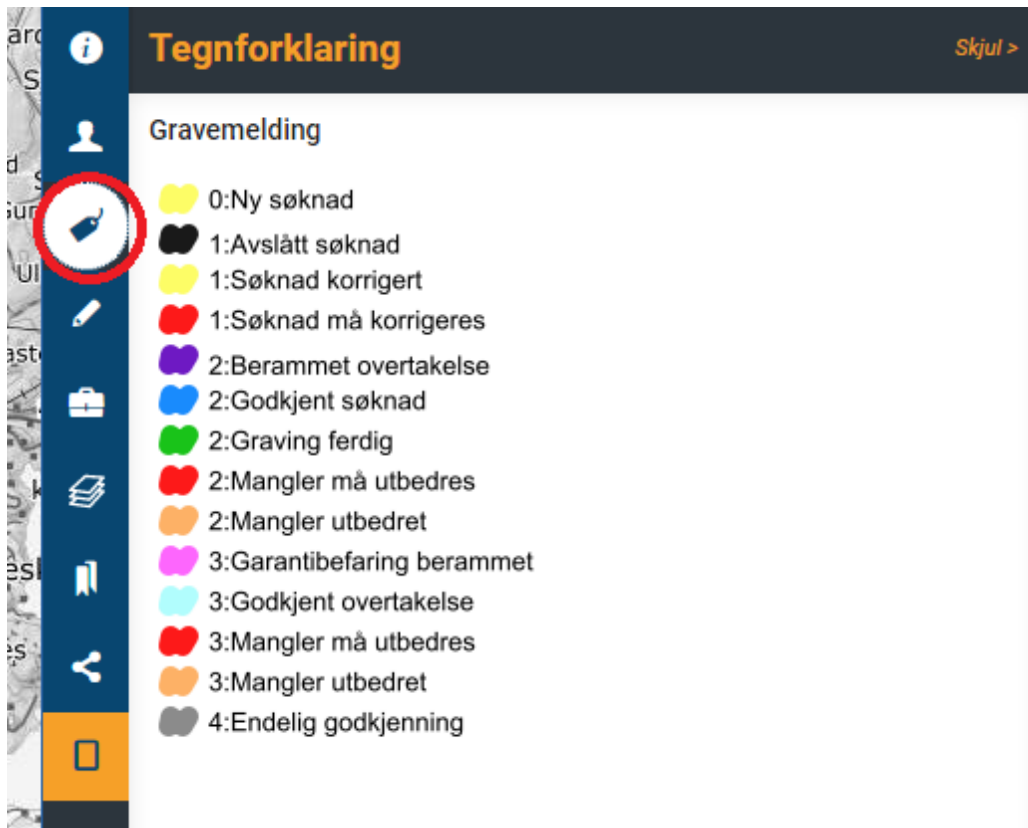 Tegnforklaring
Skjul >
Gravemelding
0:Ny søknad
1:Avslått søknad
1:Søknad korrigert
1:Søknad må korrigeres
2:Berammet overtakelse
2:Godkjent søknad
2:Graving ferdig
2:Mangler må utbedres
2:Mangler utbedret
3:Garantibefaring berammet
3:Godkjent overtakelse
3:Mangler må utbedres
3:Mangler utbedret
4:Endelig godkjenning